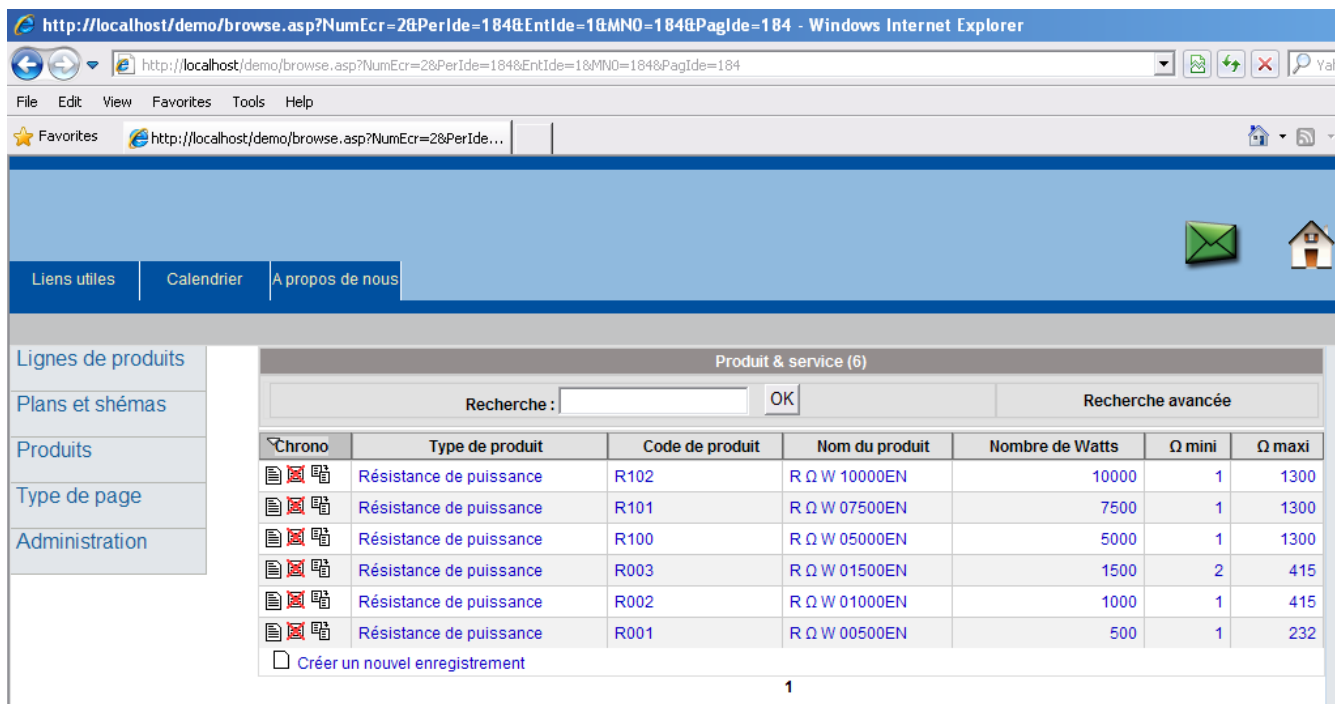 http://localhost/demo/browse.asp?NumEcr=2&PerIde=184&EntIde=1&MN0=184&PagIde=184 - Windows Internet Explorer
http://localhost/demo/browse.asp?NumEcr=2&PerIde=184&EntIde=1&MN0=184&PagIde=184
File Edit View Favorites Tools Help
Favorites http://localhost/demo/browse.asp?NumEcr=2&PerIde...
Liens utiles Calendrier A propos de nous
Lignes de produits
Plans et shémas
Produits
Type de page
Administration
Produit & service (6)
Recherche : OK Recherche avancée
Chrono Type de produit Code de produit Nom du produit Nombre de Watts Ω mini Ω maxi
Résistance de puissance R102 R Ω W 10000EN 10000 1 1300
Résistance de puissance R101 R Ω W 07500EN 7500 1 1300
Résistance de puissance R100 R Ω W 05000EN 5000 1 1300
Résistance de puissance R003 R Ω W 01500EN 1500 2 415
Résistance de puissance R002 R Ω W 01000EN 1000 1 415
Résistance de puissance R001 R Ω W 00500EN 500 1 232
Créer un nouvel enregistrement
1